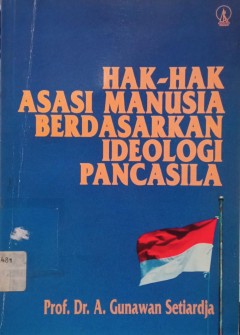 HAK-HAK
ASASI MANUSIA
BERDASARKAN
IDEOLOGI
PANCASILA
Prof. Dr. A. Gunawan Setiardja